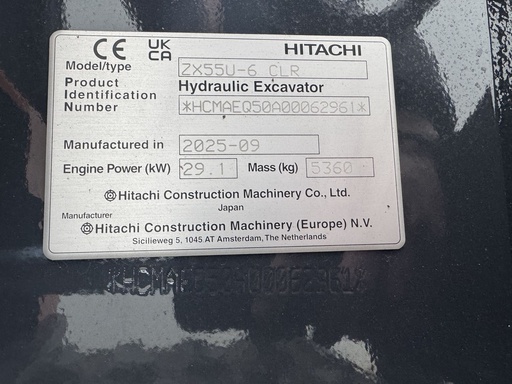 CE UK CA HITACHI
Model/type ZX55U-6 CLR
Product Identification Number Hydraulic Excavator
*HCMAEQ50A00062961*
Manufactured in 2025-09
Engine Power (kW) 29.1 Mass (kg) 5360
Hitachi Construction Machinery Co., Ltd.
Japan
Manufacturer
Hitachi Construction Machinery (Europe) N.V.
Sicilieweg 5, 1045 AT Amsterdam, The Netherlands